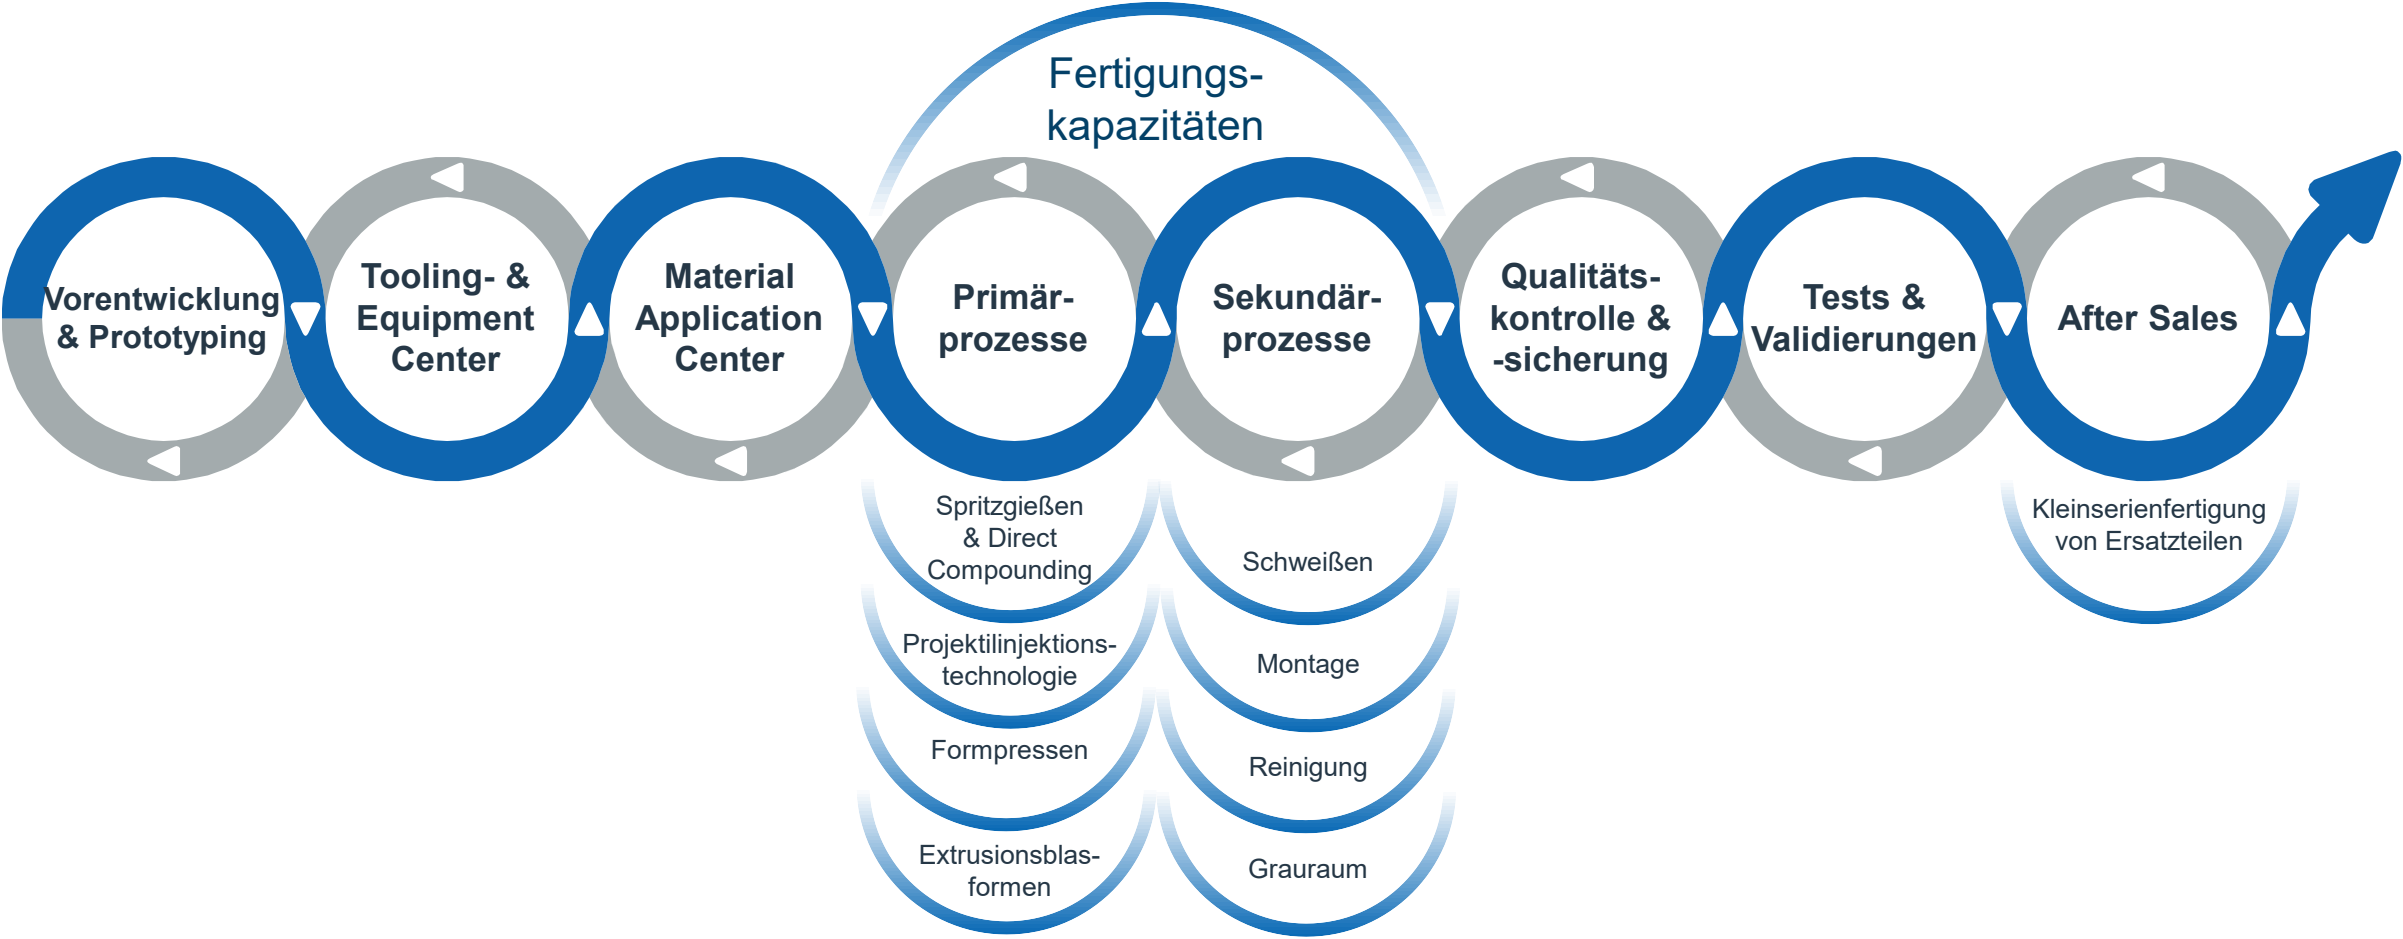 Fertigungs-
kapazitäten
Vorentwicklung
& Prototyping
Tooling- &
Equipment
Center
Material
Application
Center
Primär-
prozesse
Sekundär-
prozesse
Qualitäts-
kontrolle &
-sicherung
Tests &
Validierungen
After Sales
Spritzgießen
& Direct
Compounding
Projektilinjektions-
technologie
Formpressen
Extrusionsblas-
formen
Schweißen
Montage
Reinigung
Grauraum
Kleinserienfertigung
von Ersatzteilen